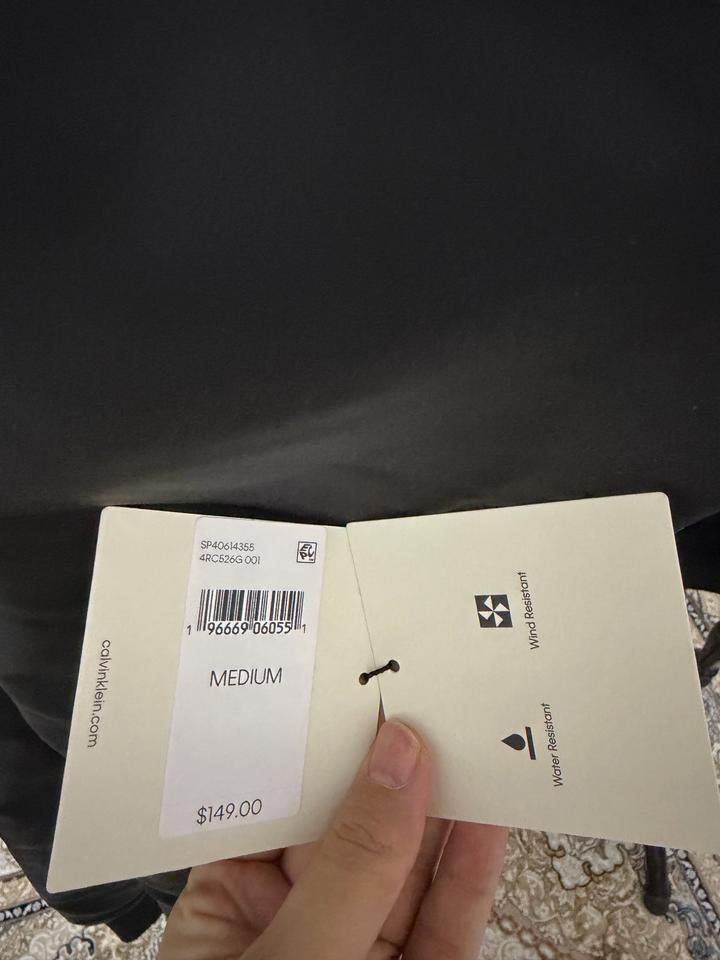 SP40614355
4RC526G 001
1 96669 06055 1
MEDIUM
$149.00
calvinklein.com
Wind Resistant
Water Resistant